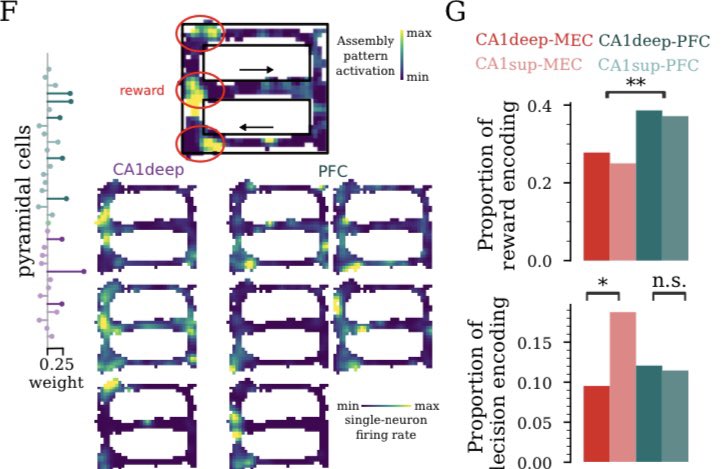 F
max
Assembly
pattern
activation
min
reward
pyramidal cells
0.25
weight
CA1deep
PFC
min
max
single-neuron
firing rate
G
CA1deep-MEC CA1deep-PFC
CA1sup-MEC CA1sup-PFC
**
Proportion of
reward encoding
0.4
0.2
0.0
*
n.s.
Proportion of
lecision encoding
0.15
0.10
0.05
0.00